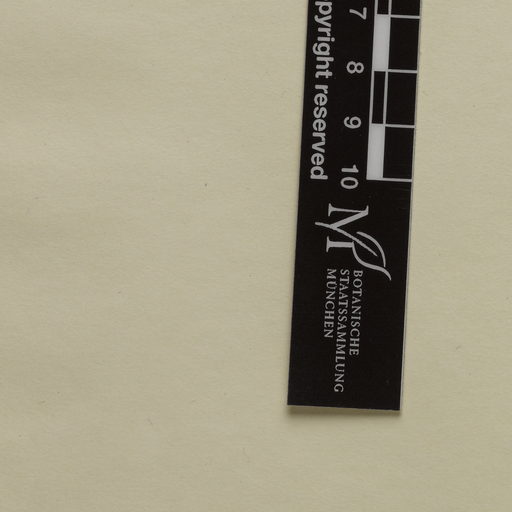 7 8 9 10
pyright reserved
M
BOTANISCHE
STAATSSAMMLUNG
MÜNCHEN